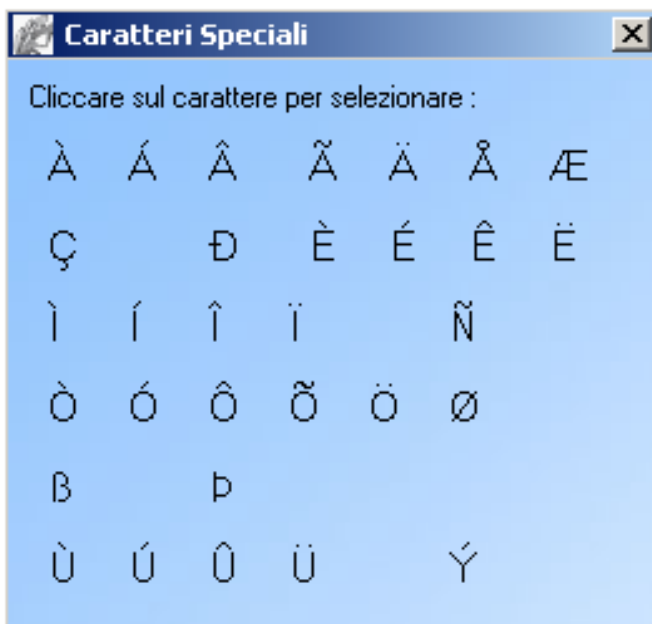 Caratteri Speciali
Cliccare sul carattere per selezionare :
À Á Â Ã Ä Å Æ
Ç Ð È É Ê Ë
Ì Í Î Ï Ñ
Ò Ó Ô Õ Ö Ø
ß Þ
Ù Ú Û Ü Ý